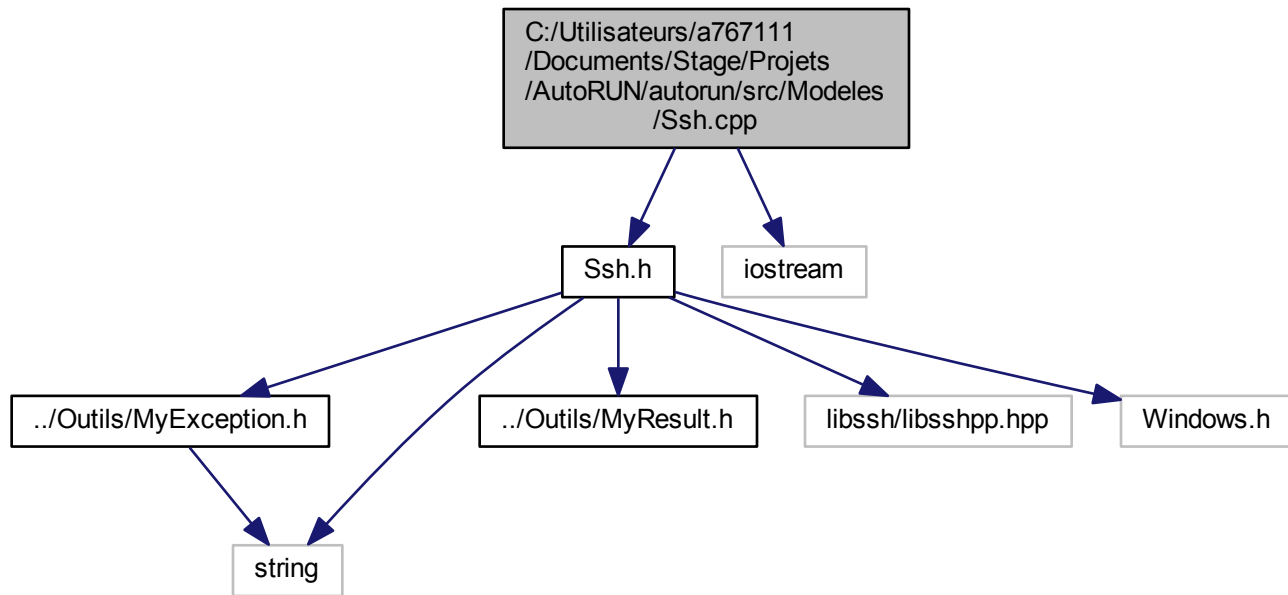 C:/Utilisateurs/a767111
/Documents/Stage/Projets
/AutoRUN/autorun/src/Modeles
/Ssh.cpp
Ssh.h
iostream
../Outils/MyException.h
../Outils/MyResult.h
libssh/libsshpp.hpp
Windows.h
string